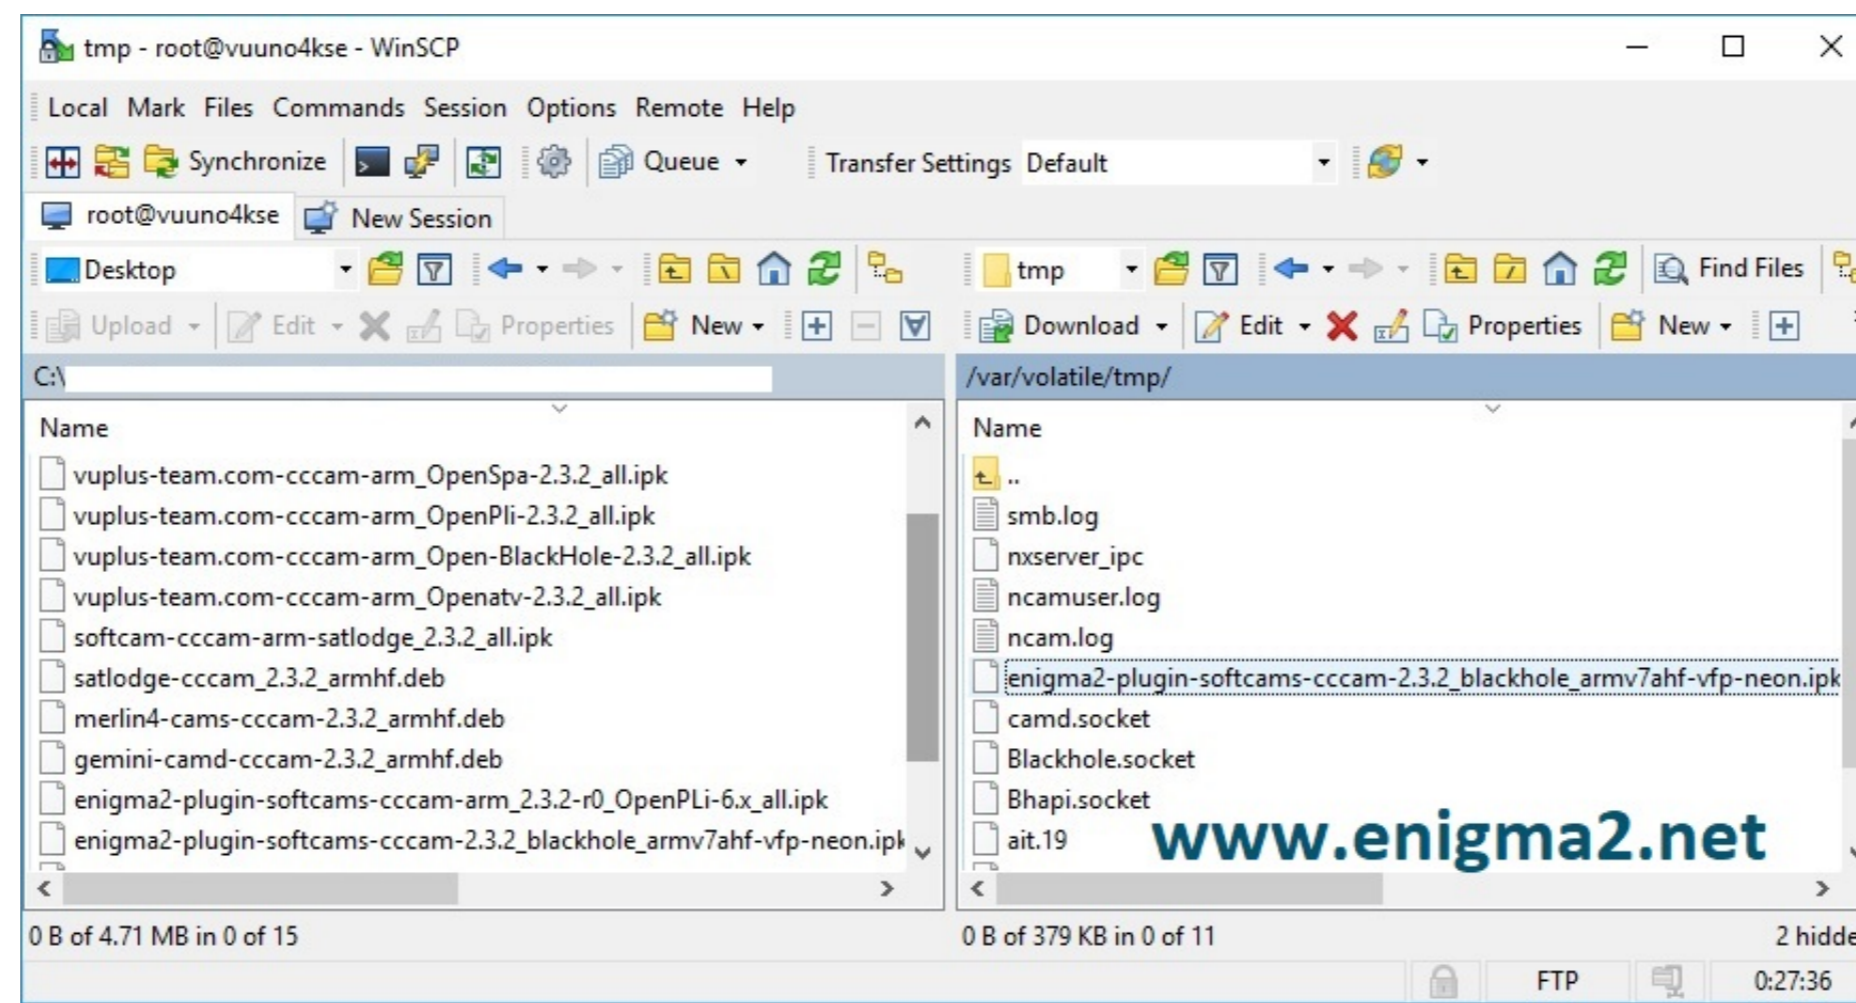 tmp - root@vuuno4kse - WinSCP
Local Mark Files Commands Session Options Remote Help
Synchronize Queue Transfer Settings Default
root@vuuno4kse New Session
Desktop tmp Find Files
Upload Edit Properties New Download Edit Properties New
C:\ /var/volatile/tmp/
Name
vuplus-team.com-cccam-arm_OpenSpa-2.3.2_all.ipk
vuplus-team.com-cccam-arm_OpenPli-2.3.2_all.ipk
vuplus-team.com-cccam-arm_Open-BlackHole-2.3.2_all.ipk
vuplus-team.com-cccam-arm_Openatv-2.3.2_all.ipk
softcam-cccam-arm-satlodge_2.3.2_all.ipk
satlodge-cccam_2.3.2_armhf.deb
merlin4-cams-cccam-2.3.2_armhf.deb
gemini-camd-cccam-2.3.2_armhf.deb
enigma2-plugin-softcams-cccam-arm_2.3.2-r0_OpenPLi-6.x_all.ipk
enigma2-plugin-softcams-cccam-2.3.2_blackhole_armv7ahf-vfp-neon.ipk
Name
..
smb.log
nxserver_ipc
ncamuser.log
ncam.log
enigma2-plugin-softcams-cccam-2.3.2_blackhole_armv7ahf-vfp-neon.ipk
camd.socket
Blackhole.socket
Bhapi.socket
ait.19
www.enigma2.net
0 B of 4.71 MB in 0 of 15
0 B of 379 KB in 0 of 11
2 hidde
FTP 0:27:36